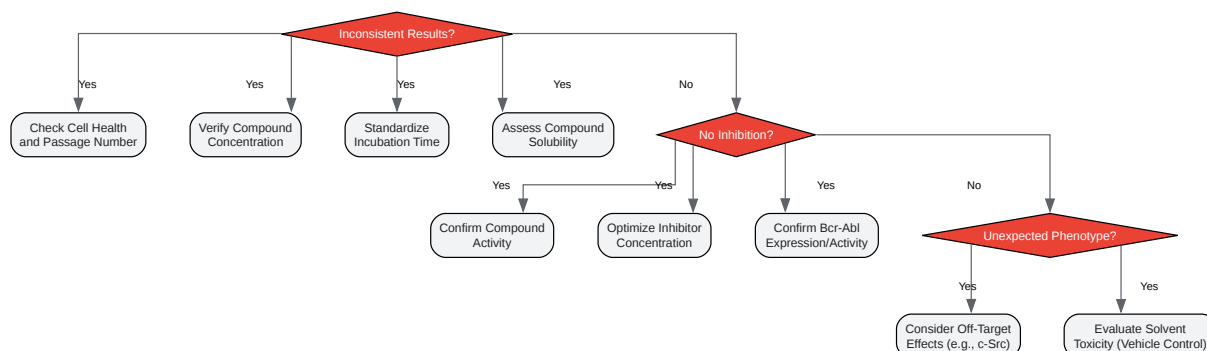 Inconsistent Results?
Yes
Yes
Yes
Yes
No
Check Cell Health
and Passage Number
Verify Compound
Concentration
Standardize
Incubation Time
Assess Compound
Solubility
No Inhibition?
Yes
Yes
Yes
No
Confirm Compound
Activity
Optimize Inhibitor
Concentration
Confirm Bcr-Abl
Expression/Activity
Unexpected Phenotype?
Yes
Yes
Consider Off-Target
Effects (e.g., c-Src)
Evaluate Solvent
Toxicity (Vehicle Control)